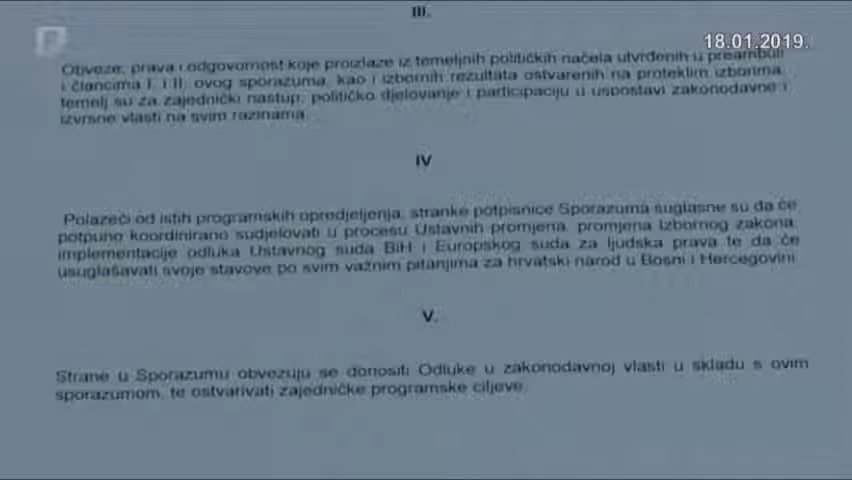 18.01.2019.
III.
Obveze, prava i odgovornost koje proizlaze iz temeljnih političkih načela utvrđenih u preambuli
i člancima I. i II. ovog sporazuma, kao i izbornih rezultata ostvarenih na proteklim izborima,
temelj su za zajednički nastup, političko djelovanje i participaciju u uspostavi zakonodavne i
izvršne vlasti na svim razinama.
IV
Polazeći od istih programskih opredjeljenja, stranke potpisnice Sporazuma suglasne su da će
potpuno koordinirano sudjelovati u procesu Ustavnih promjena, promjena Izbornog zakona,
implementacije odluka Ustavnog suda BiH i Europskog suda za ljudska prava te da će
usuglašavati svoje stavove po svim važnim pitanjima za hrvatski narod u Bosni i Hercegovini.
V.
Strane u Sporazumu obvezuju se donositi Odluke u zakonodavnoj vlasti u skladu s ovim
sporazumom, te ostvarivati zajedničke programske ciljeve.